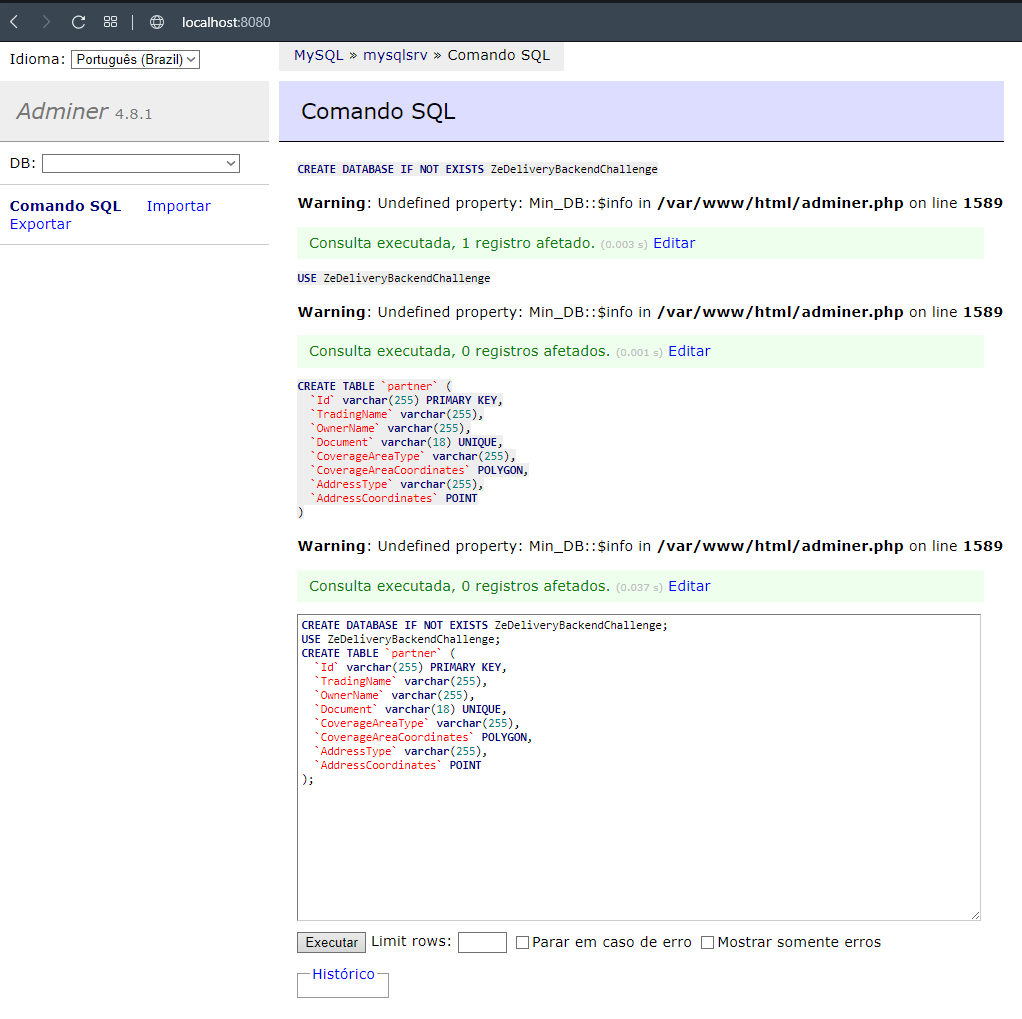 localhost:8080
Idioma: Português (Brazil)
MySQL » mysqlsrv » Comando SQL
Adminer 4.8.1
Comando SQL
DB:
Comando SQL Importar
Exportar
CREATE DATABASE IF NOT EXISTS ZeDeliveryBackendChallenge
Warning: Undefined property: Min_DB::$info in /var/www/html/adminer.php on line 1589
Consulta executada, 1 registro afetado. (0.003 s) Editar
USE ZeDeliveryBackendChallenge
Warning: Undefined property: Min_DB::$info in /var/www/html/adminer.php on line 1589
Consulta executada, 0 registros afetados. (0.001 s) Editar
CREATE TABLE `partner` (
`Id` varchar(255) PRIMARY KEY,
`TradingName` varchar(255),
`OwnerName` varchar(255),
`Document` varchar(18) UNIQUE,
`CoverageAreaType` varchar(255),
`CoverageAreaCoordinates` POLYGON,
`AddressType` varchar(255),
`AddressCoordinates` POINT
)
Warning: Undefined property: Min_DB::$info in /var/www/html/adminer.php on line 1589
Consulta executada, 0 registros afetados. (0.037 s) Editar
CREATE DATABASE IF NOT EXISTS ZeDeliveryBackendChallenge;
USE ZeDeliveryBackendChallenge;
CREATE TABLE `partner` (
`Id` varchar(255) PRIMARY KEY,
`TradingName` varchar(255),
`OwnerName` varchar(255),
`Document` varchar(18) UNIQUE,
`CoverageAreaType` varchar(255),
`CoverageAreaCoordinates` POLYGON,
`AddressType` varchar(255),
`AddressCoordinates` POINT
);
Executar Limit rows: Parar em caso de erro Mostrar somente erros
Histórico